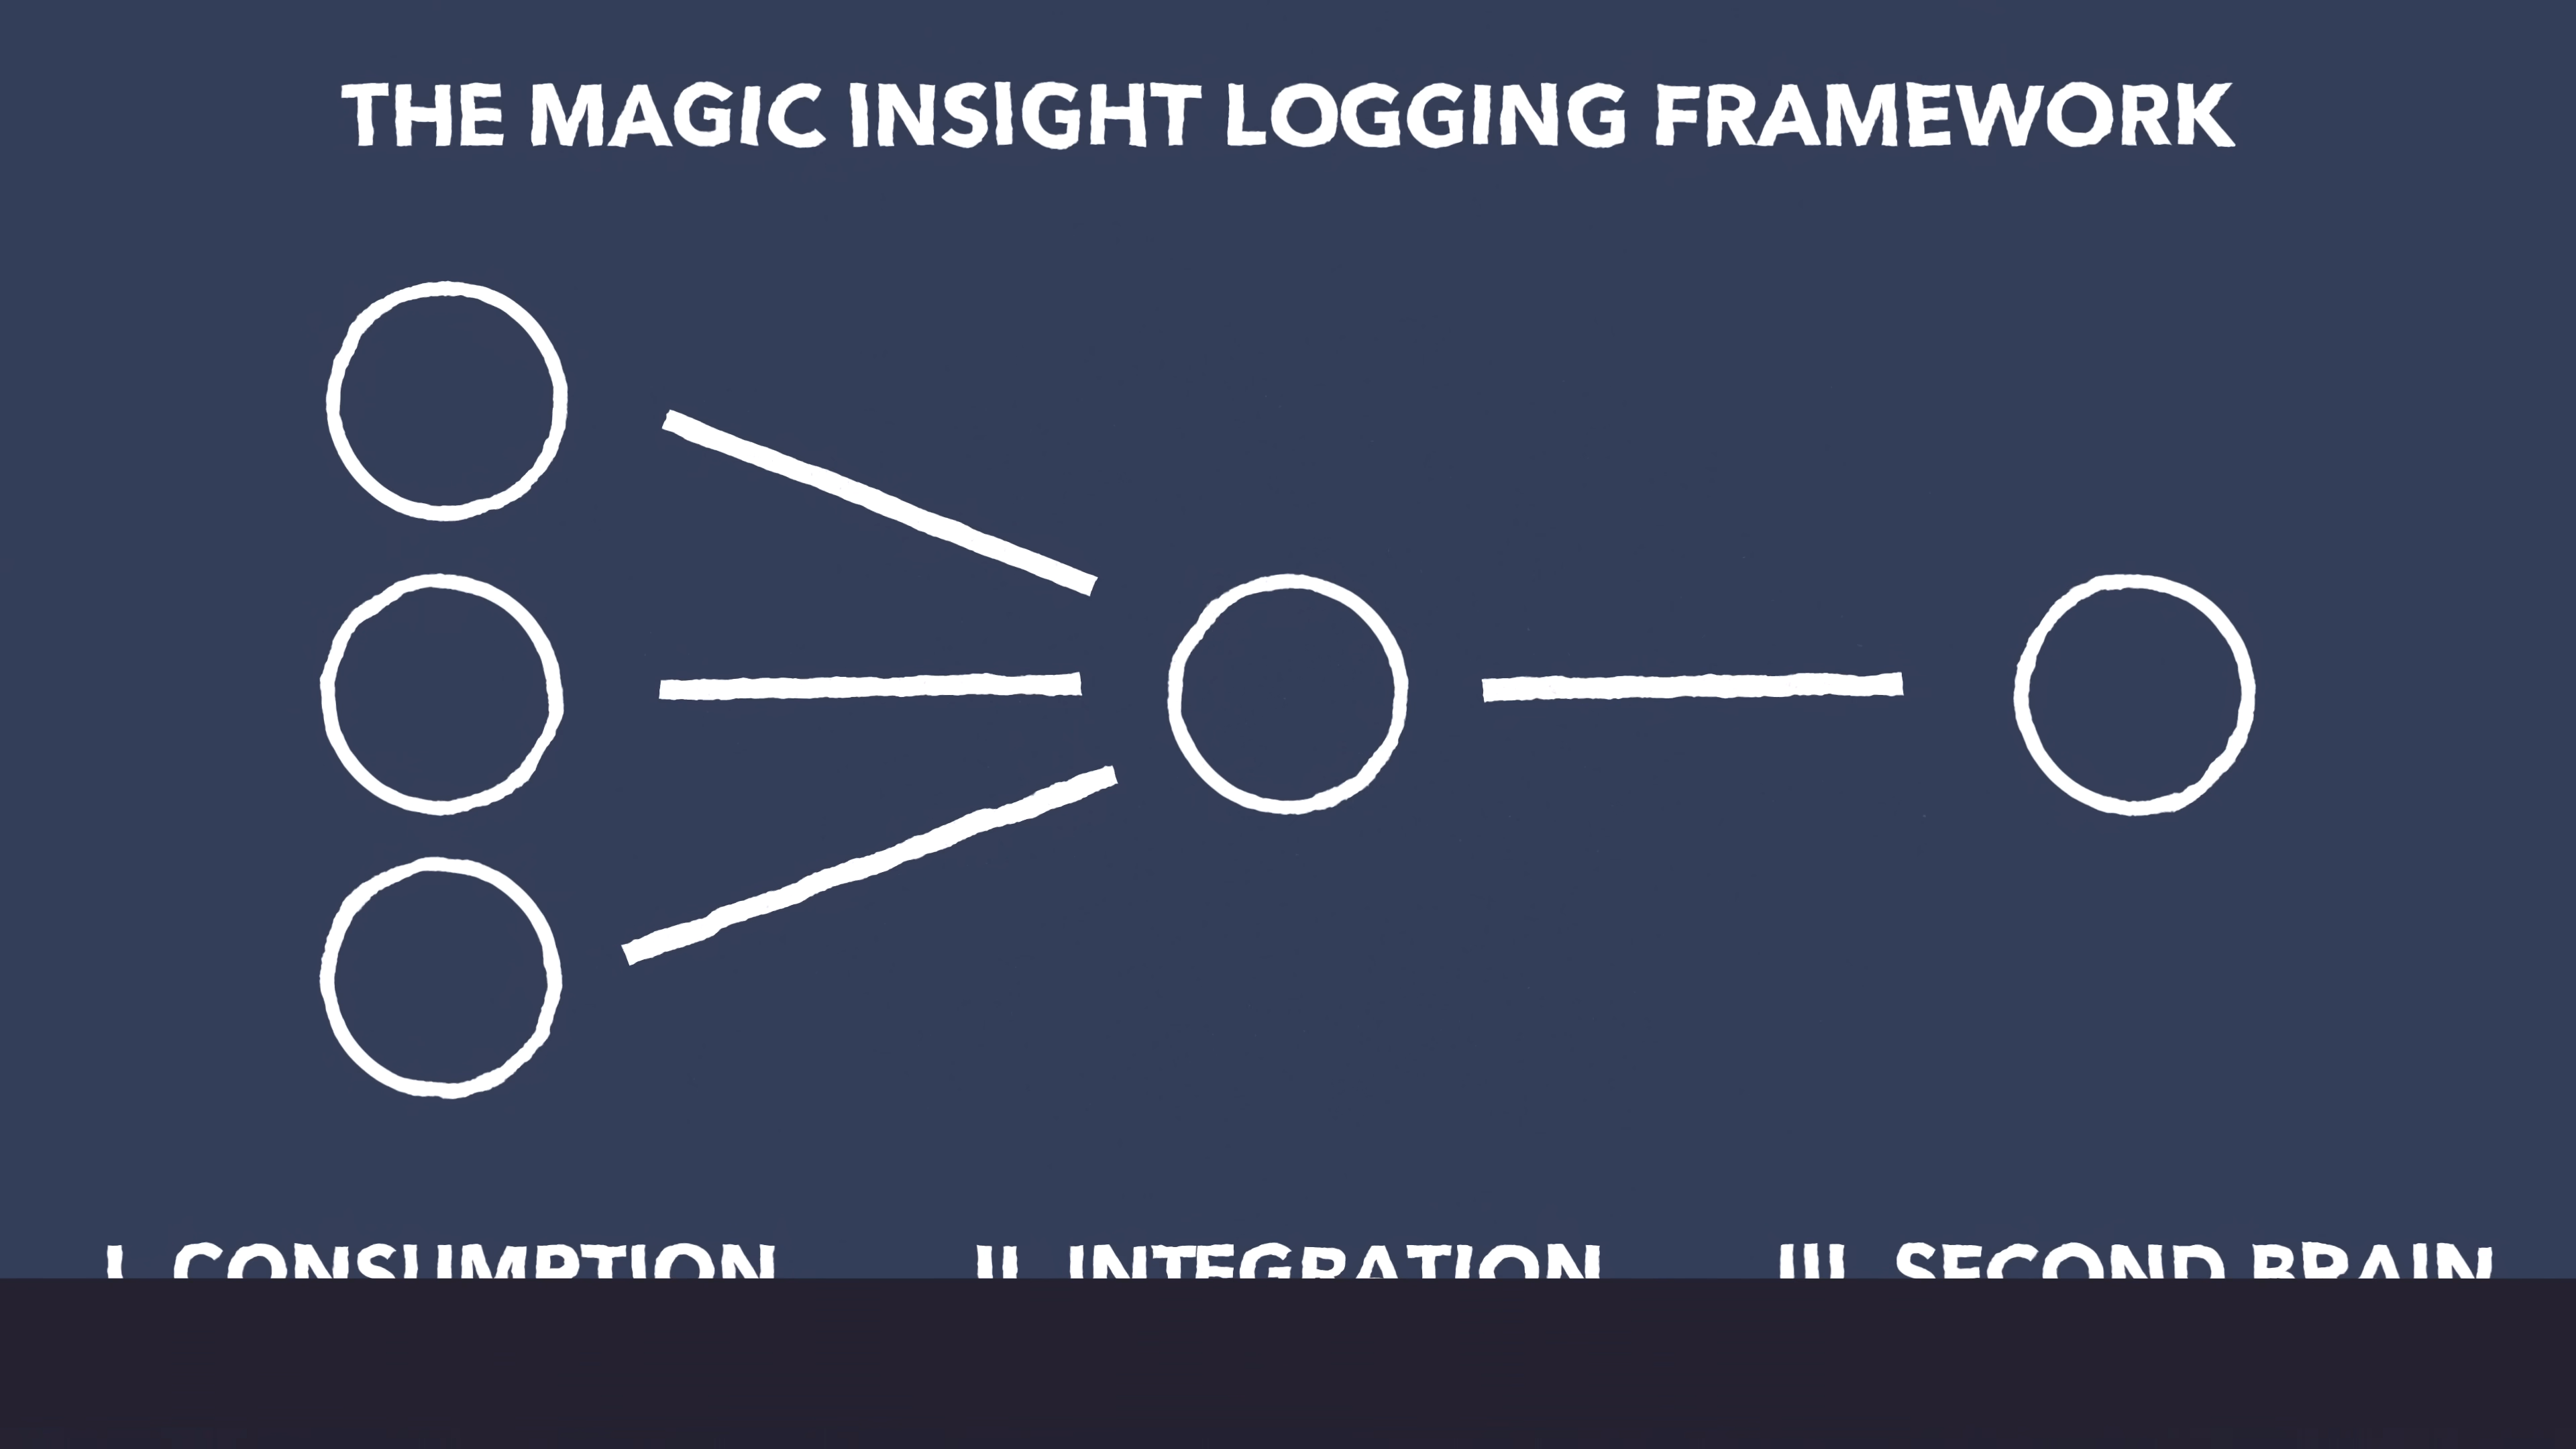 THE MAGIC INSIGHT LOGGING FRAMEWORK
I. CONSUMPTION II. INTEGRATION III. SECOND BRAIN